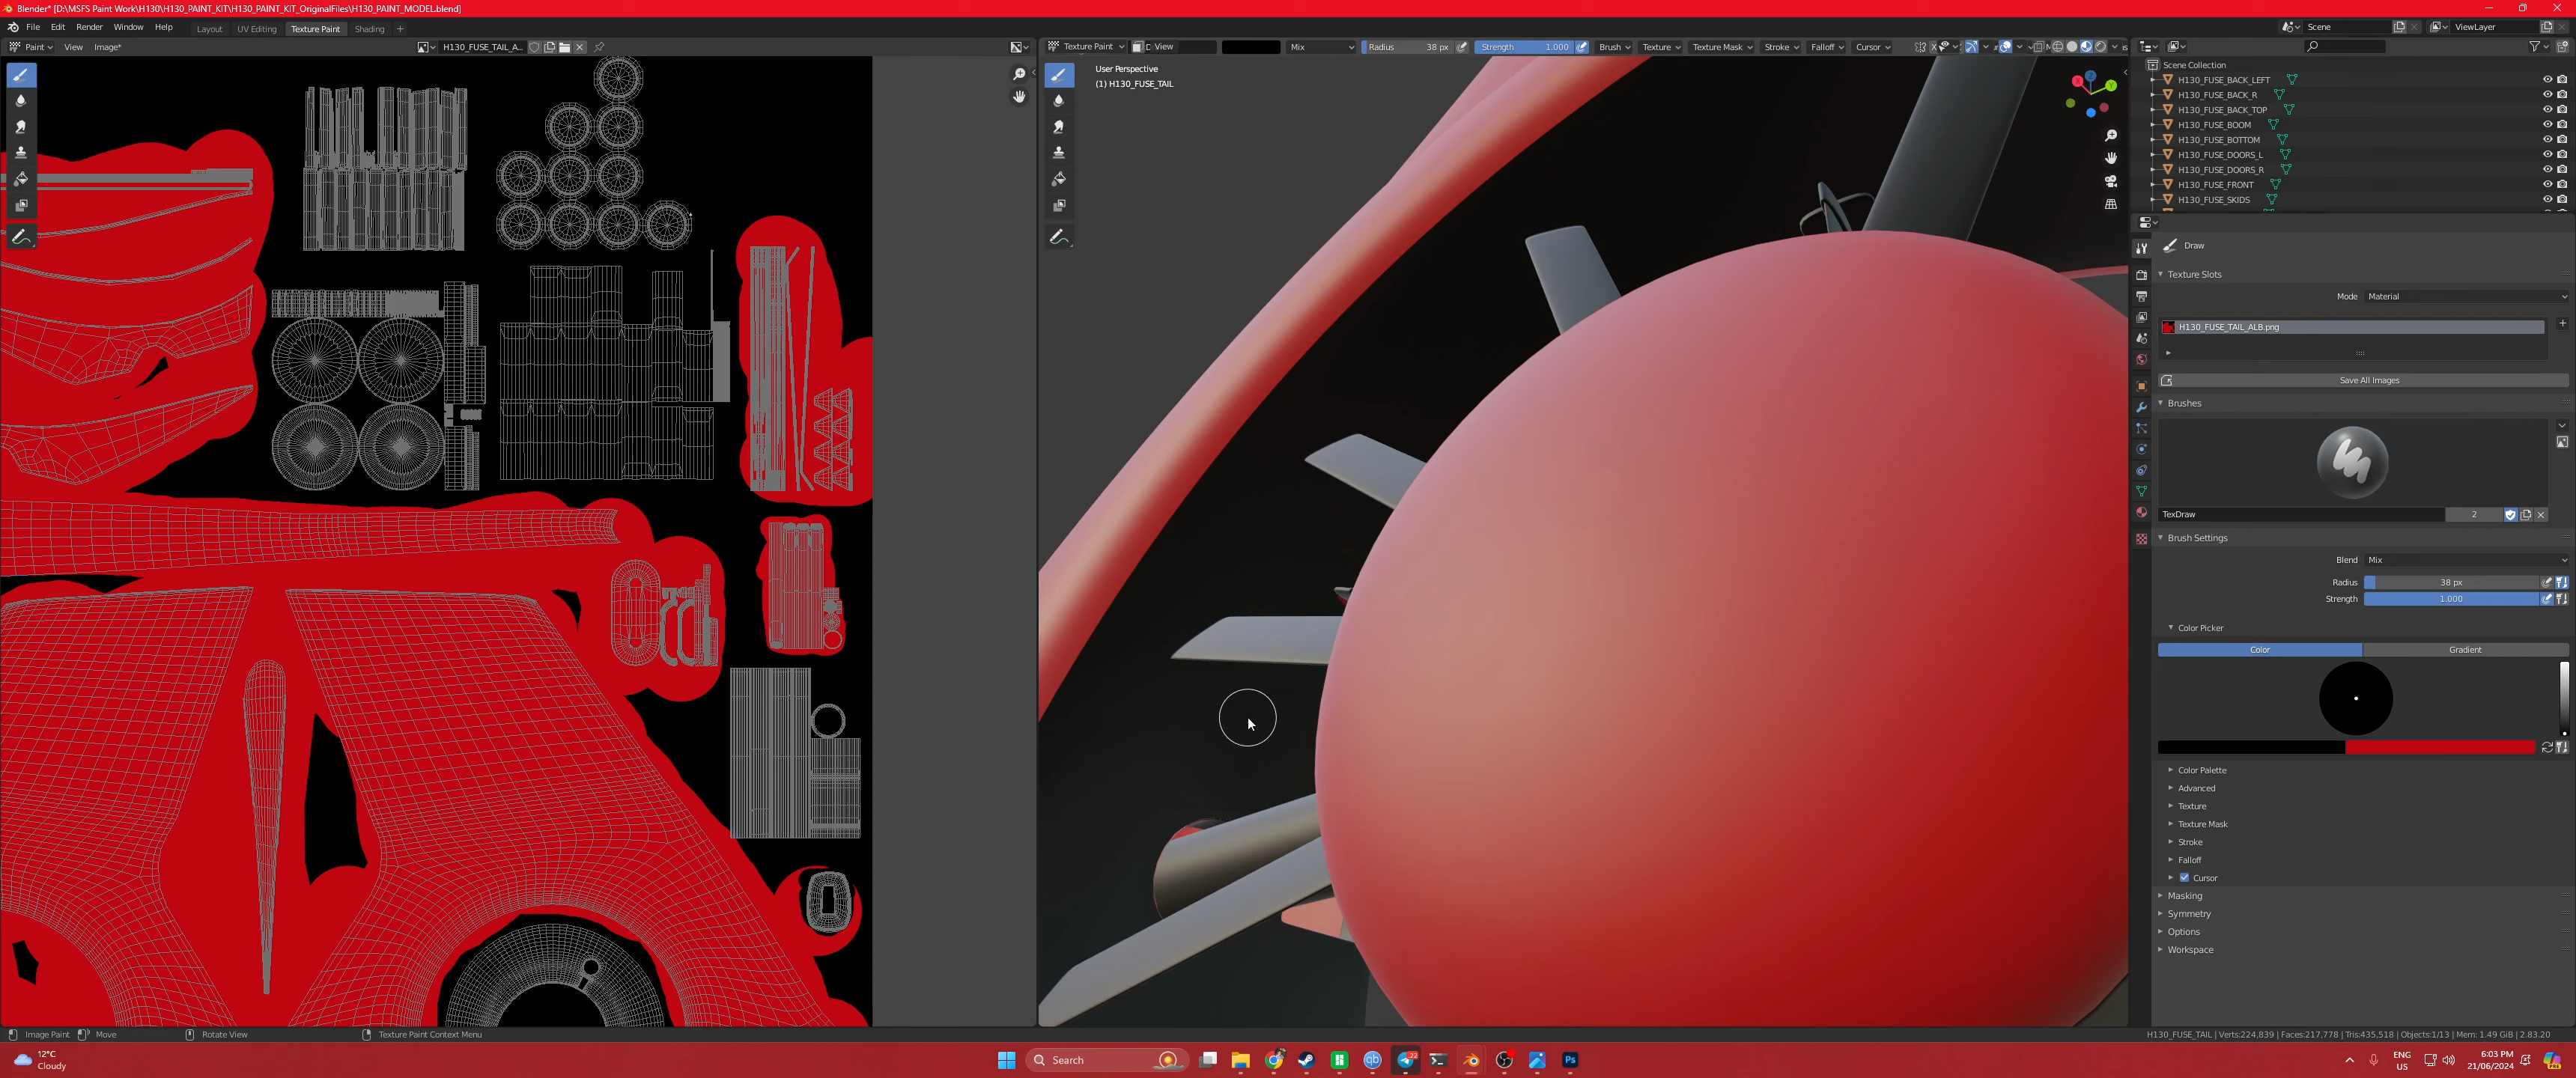 Blender* [D:\MSFS Paint Work\H130\H130_PAINT_KIT\H130_PAINT_KIT_OriginalFiles\H130_PAINT_MODEL.blend]
File Edit Render Window Help Layout UV Editing Texture Paint Shading +
Scene ViewLayer
Paint View Image* H130_FUSE_TAIL_A...
Texture Paint View Mix Radius 38 px Strength 1.000 Brush Texture Texture Mask Stroke Falloff Cursor
User Perspective
(1) H130_FUSE_TAIL
X
Y
Z
Scene Collection
H130_FUSE_BACK_LEFT
H130_FUSE_BACK_R
H130_FUSE_BACK_TOP
H130_FUSE_BOOM
H130_FUSE_BOTTOM
H130_FUSE_DOORS_L
H130_FUSE_DOORS_R
H130_FUSE_FRONT
H130_FUSE_SKIDS
Draw
Texture Slots
Mode Material
H130_FUSE_TAIL_ALB.png
Save All Images
Brushes
TexDraw 2
Brush Settings
Blend Mix
Radius 38 px
Strength 1.000
Color Picker
Color Gradient
Color Palette
Advanced
Texture
Texture Mask
Stroke
Falloff
Cursor
Masking
Symmetry
Options
Workspace
Image Paint Move Rotate View Texture Paint Context Menu
H130_FUSE_TAIL | Verts:224,839 | Faces:217,778 | Tris:435,518 | Objects:1/13 | Mem: 1.49 GiB | 2.83.20
12°C
Cloudy
Search
qb
22
Ps
ENG
US
6:03 PM
21/06/2024